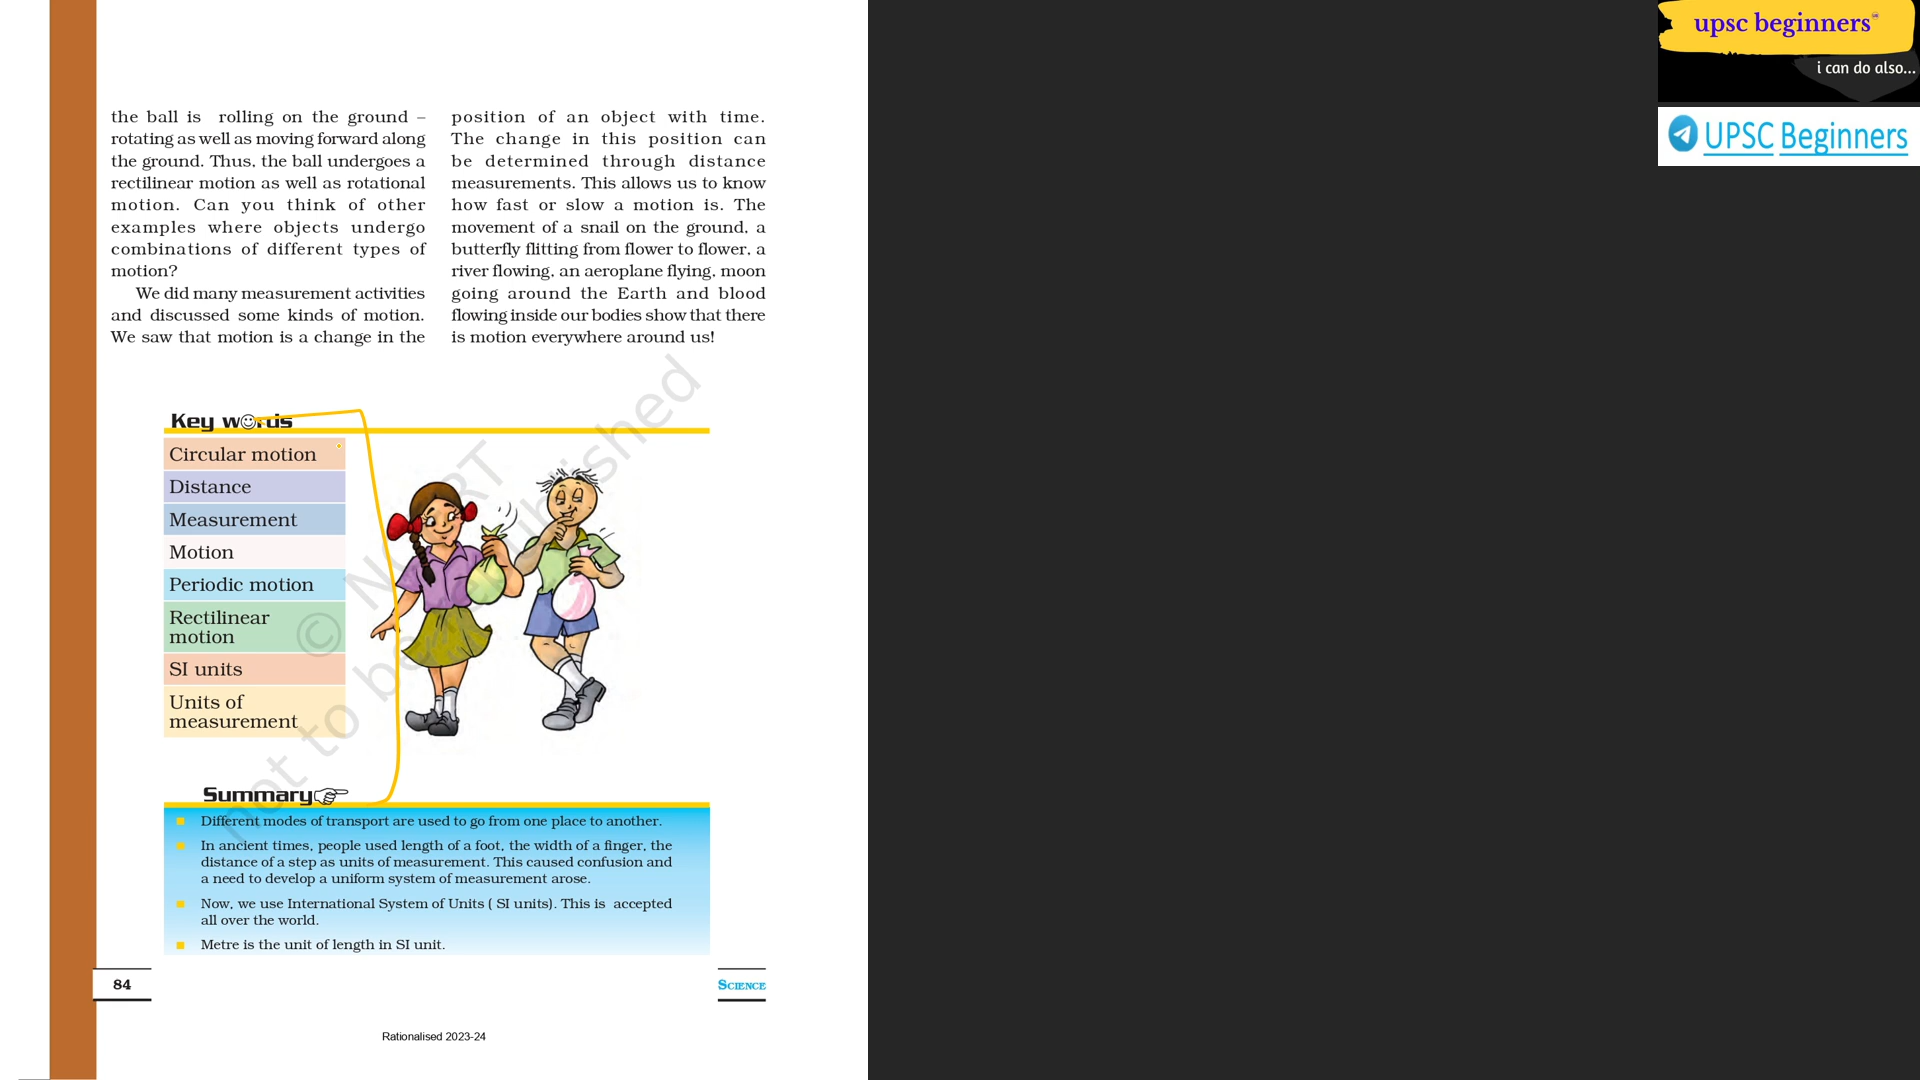 the ball is rolling on the ground –
rotating as well as moving forward along
the ground. Thus, the ball undergoes a
rectilinear motion as well as rotational
motion. Can you think of other
examples where objects undergo
combinations of different types of
motion?
We did many measurement activities
and discussed some kinds of motion.
We saw that motion is a change in the
position of an object with time.
The change in this position can
be determined through distance
measurements. This allows us to know
how fast or slow a motion is. The
movement of a snail on the ground, a
butterfly flitting from flower to flower, a
river flowing, an aeroplane flying, moon
going around the Earth and blood
flowing inside our bodies show that there
is motion everywhere around us!
Key words
Circular motion
Distance
Measurement
Motion
Periodic motion
Rectilinear
motion
SI units
Units of
measurement
© NCERT
not to be republished
Summary
Different modes of transport are used to go from one place to another.
In ancient times, people used length of a foot, the width of a finger, the
distance of a step as units of measurement. This caused confusion and
a need to develop a uniform system of measurement arose.
Now, we use International System of Units ( SI units). This is accepted
all over the world.
Metre is the unit of length in SI unit.
84
SCIENCE
Rationalised 2023-24
upsc beginners
i can do also...
UPSC Beginners